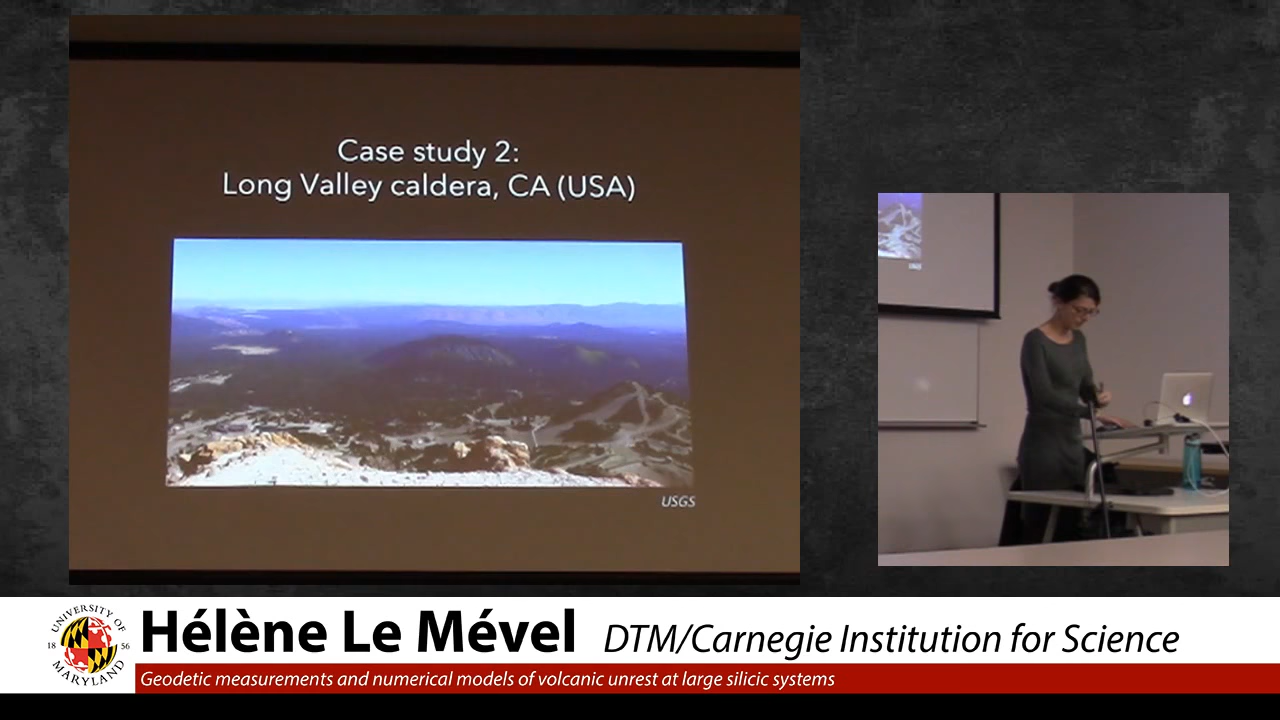 Case study 2:
Long Valley caldera, CA (USA)
USGS
UNIVERSITY OF
18 56
MARYLAND
Hélène Le Mével DTM/Carnegie Institution for Science
Geodetic measurements and numerical models of volcanic unrest at large silicic systems